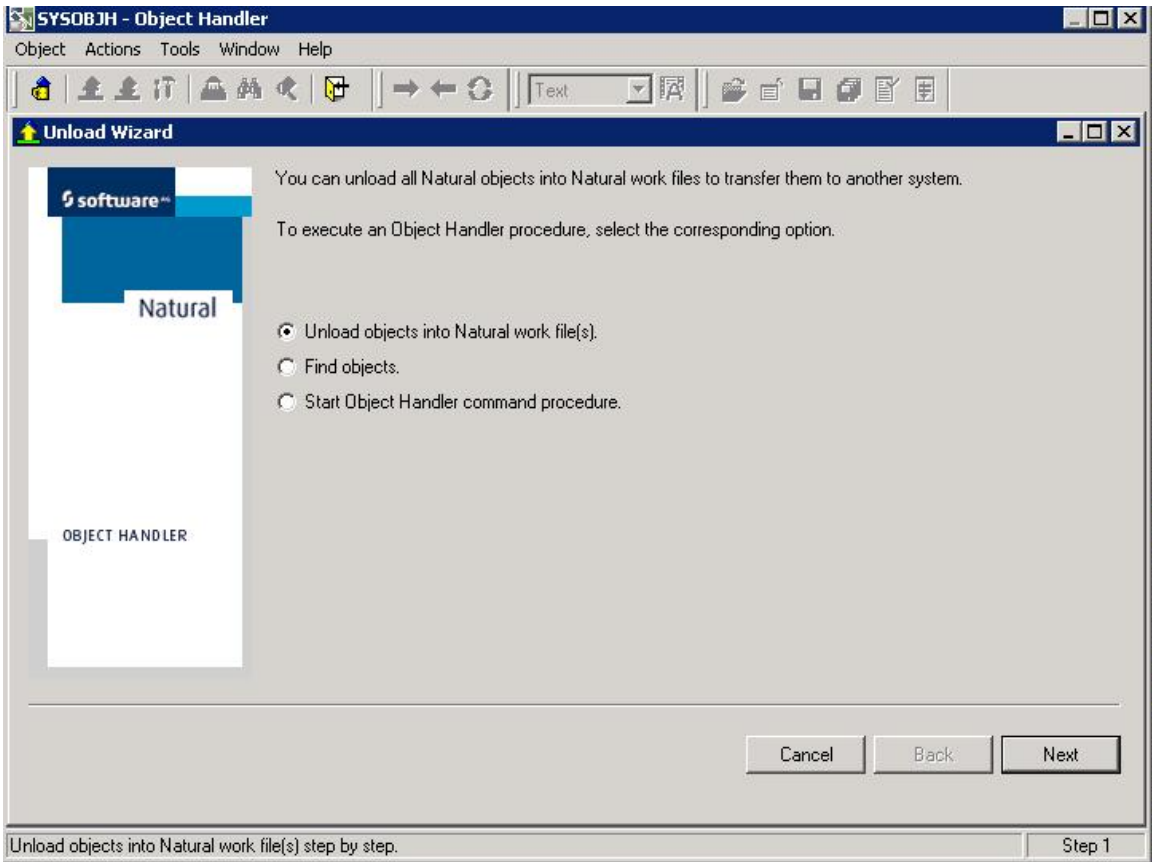 SYSOBJH - Object Handler
Object Actions Tools Window Help
Text
Unload Wizard
You can unload all Natural objects into Natural work files to transfer them to another system.
software AG
To execute an Object Handler procedure, select the corresponding option.
Natural
Unload objects into Natural work file(s).
Find objects.
Start Object Handler command procedure.
OBJECT HANDLER
Cancel Back Next
Unload objects into Natural work file(s) step by step. Step 1